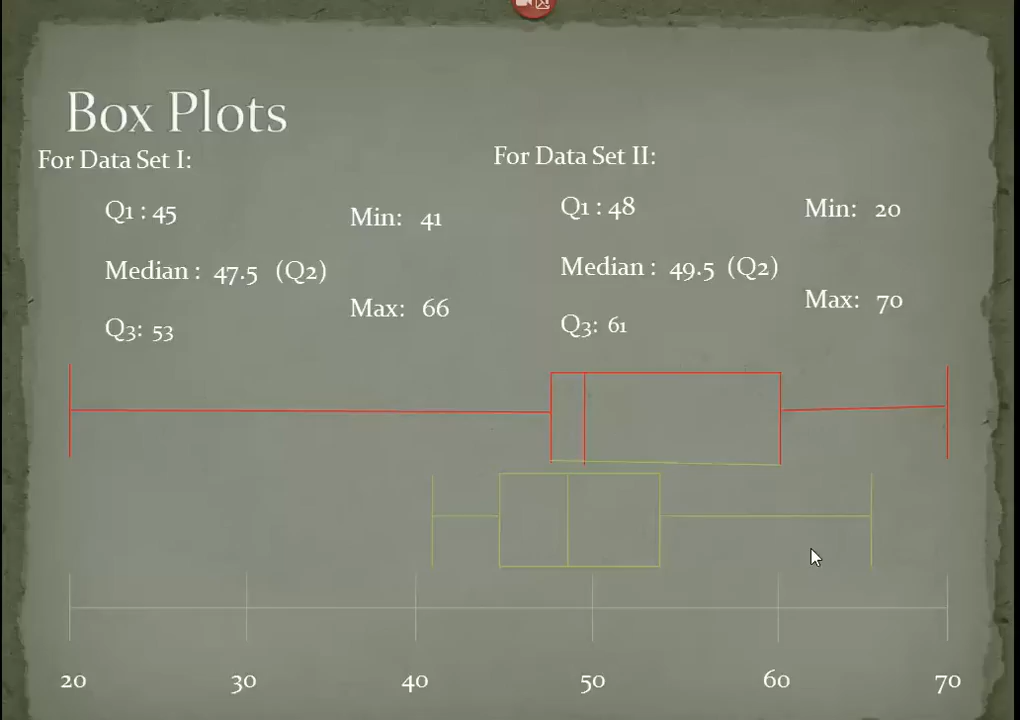 Box Plots
For Data Set I:
Q1 : 45
Min: 41
Median : 47.5 (Q2)
Max: 66
Q3: 53
For Data Set II:
Q1 : 48
Min: 20
Median : 49.5 (Q2)
Max: 70
Q3: 61
20 30 40 50 60 70